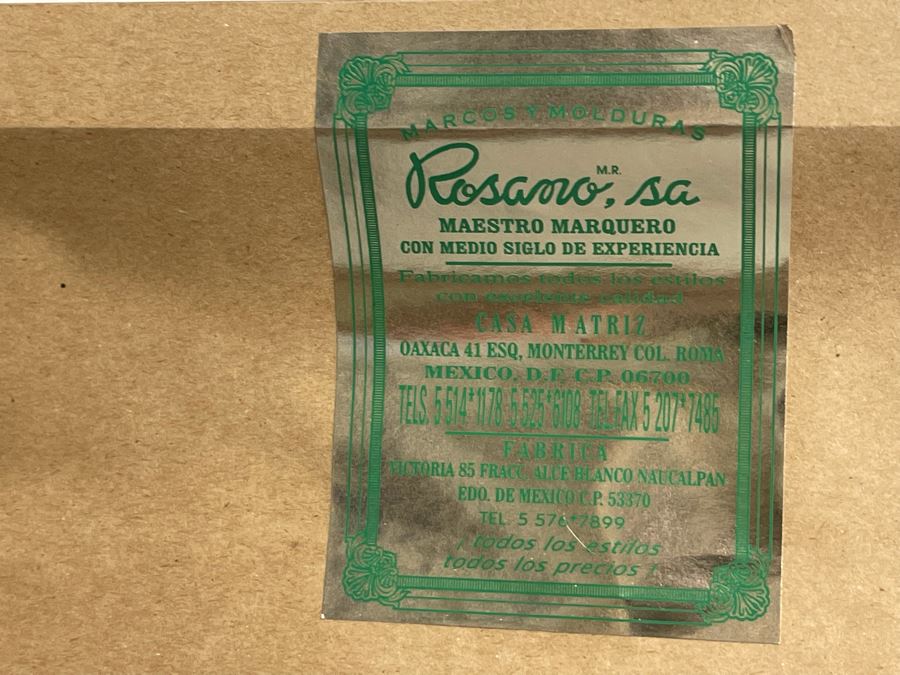 MARCOS Y MOLDURAS
Rosano, sa M.R.
MAESTRO MARQUERO
CON MEDIO SIGLO DE EXPERIENCIA
Fabricamos todos los estilos
con excelente calidad
CASA MATRIZ
OAXACA 41 ESQ, MONTERREY COL. ROMA
MEXICO, D.F. C.P. 06700
TELS. 5 514*1178 5 525*6108 TEL.FAX 5 207*7485
FABRICA
VICTORIA 85 FRACC. ALCE BLANCO NAUCALPAN
EDO. DE MEXICO C.P. 53370
TEL. 5 576*7899
¡ todos los estilos
todos los precios !